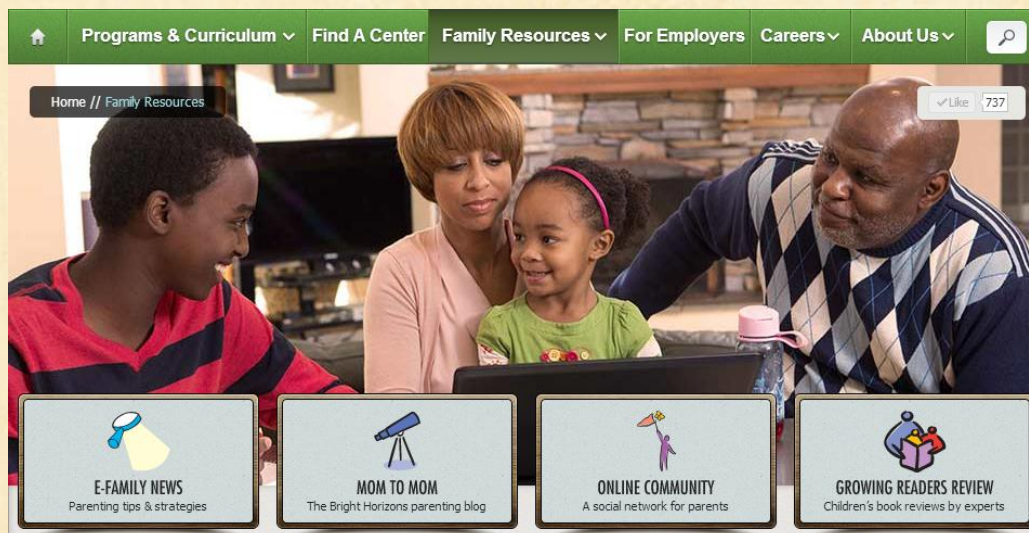 Programs & Curriculum Find A Center Family Resources For Employers Careers About Us
Home // Family Resources
Like 737
E-FAMILY NEWS
Parenting tips & strategies
MOM TO MOM
The Bright Horizons parenting blog
ONLINE COMMUNITY
A social network for parents
GROWING READERS REVIEW
Children's book reviews by experts